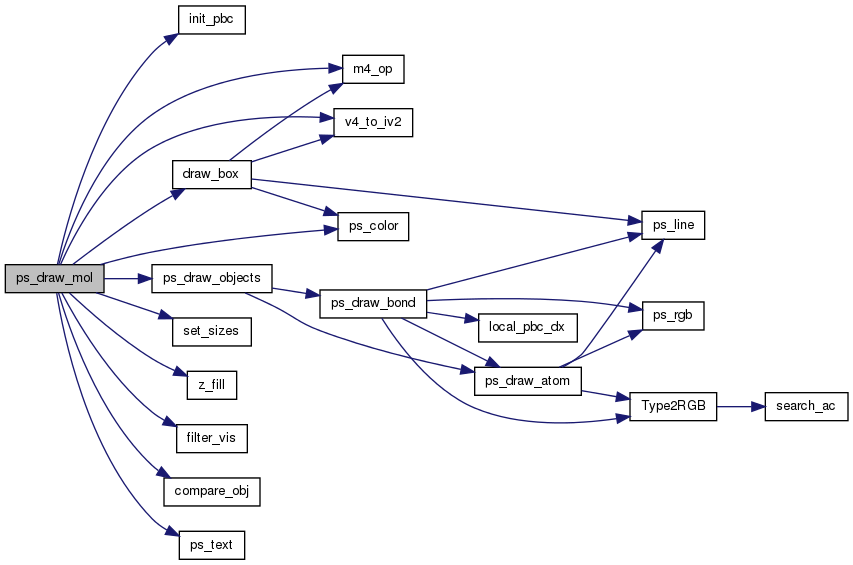 init_pbc
m4_op
v4_to_iv2
draw_box
ps_color
ps_line
ps_draw_mol
ps_draw_objects
ps_draw_bond
ps_rgb
set_sizes
local_pbc_dx
z_fill
ps_draw_atom
Type2RGB
search_ac
filter_vis
compare_obj
ps_text